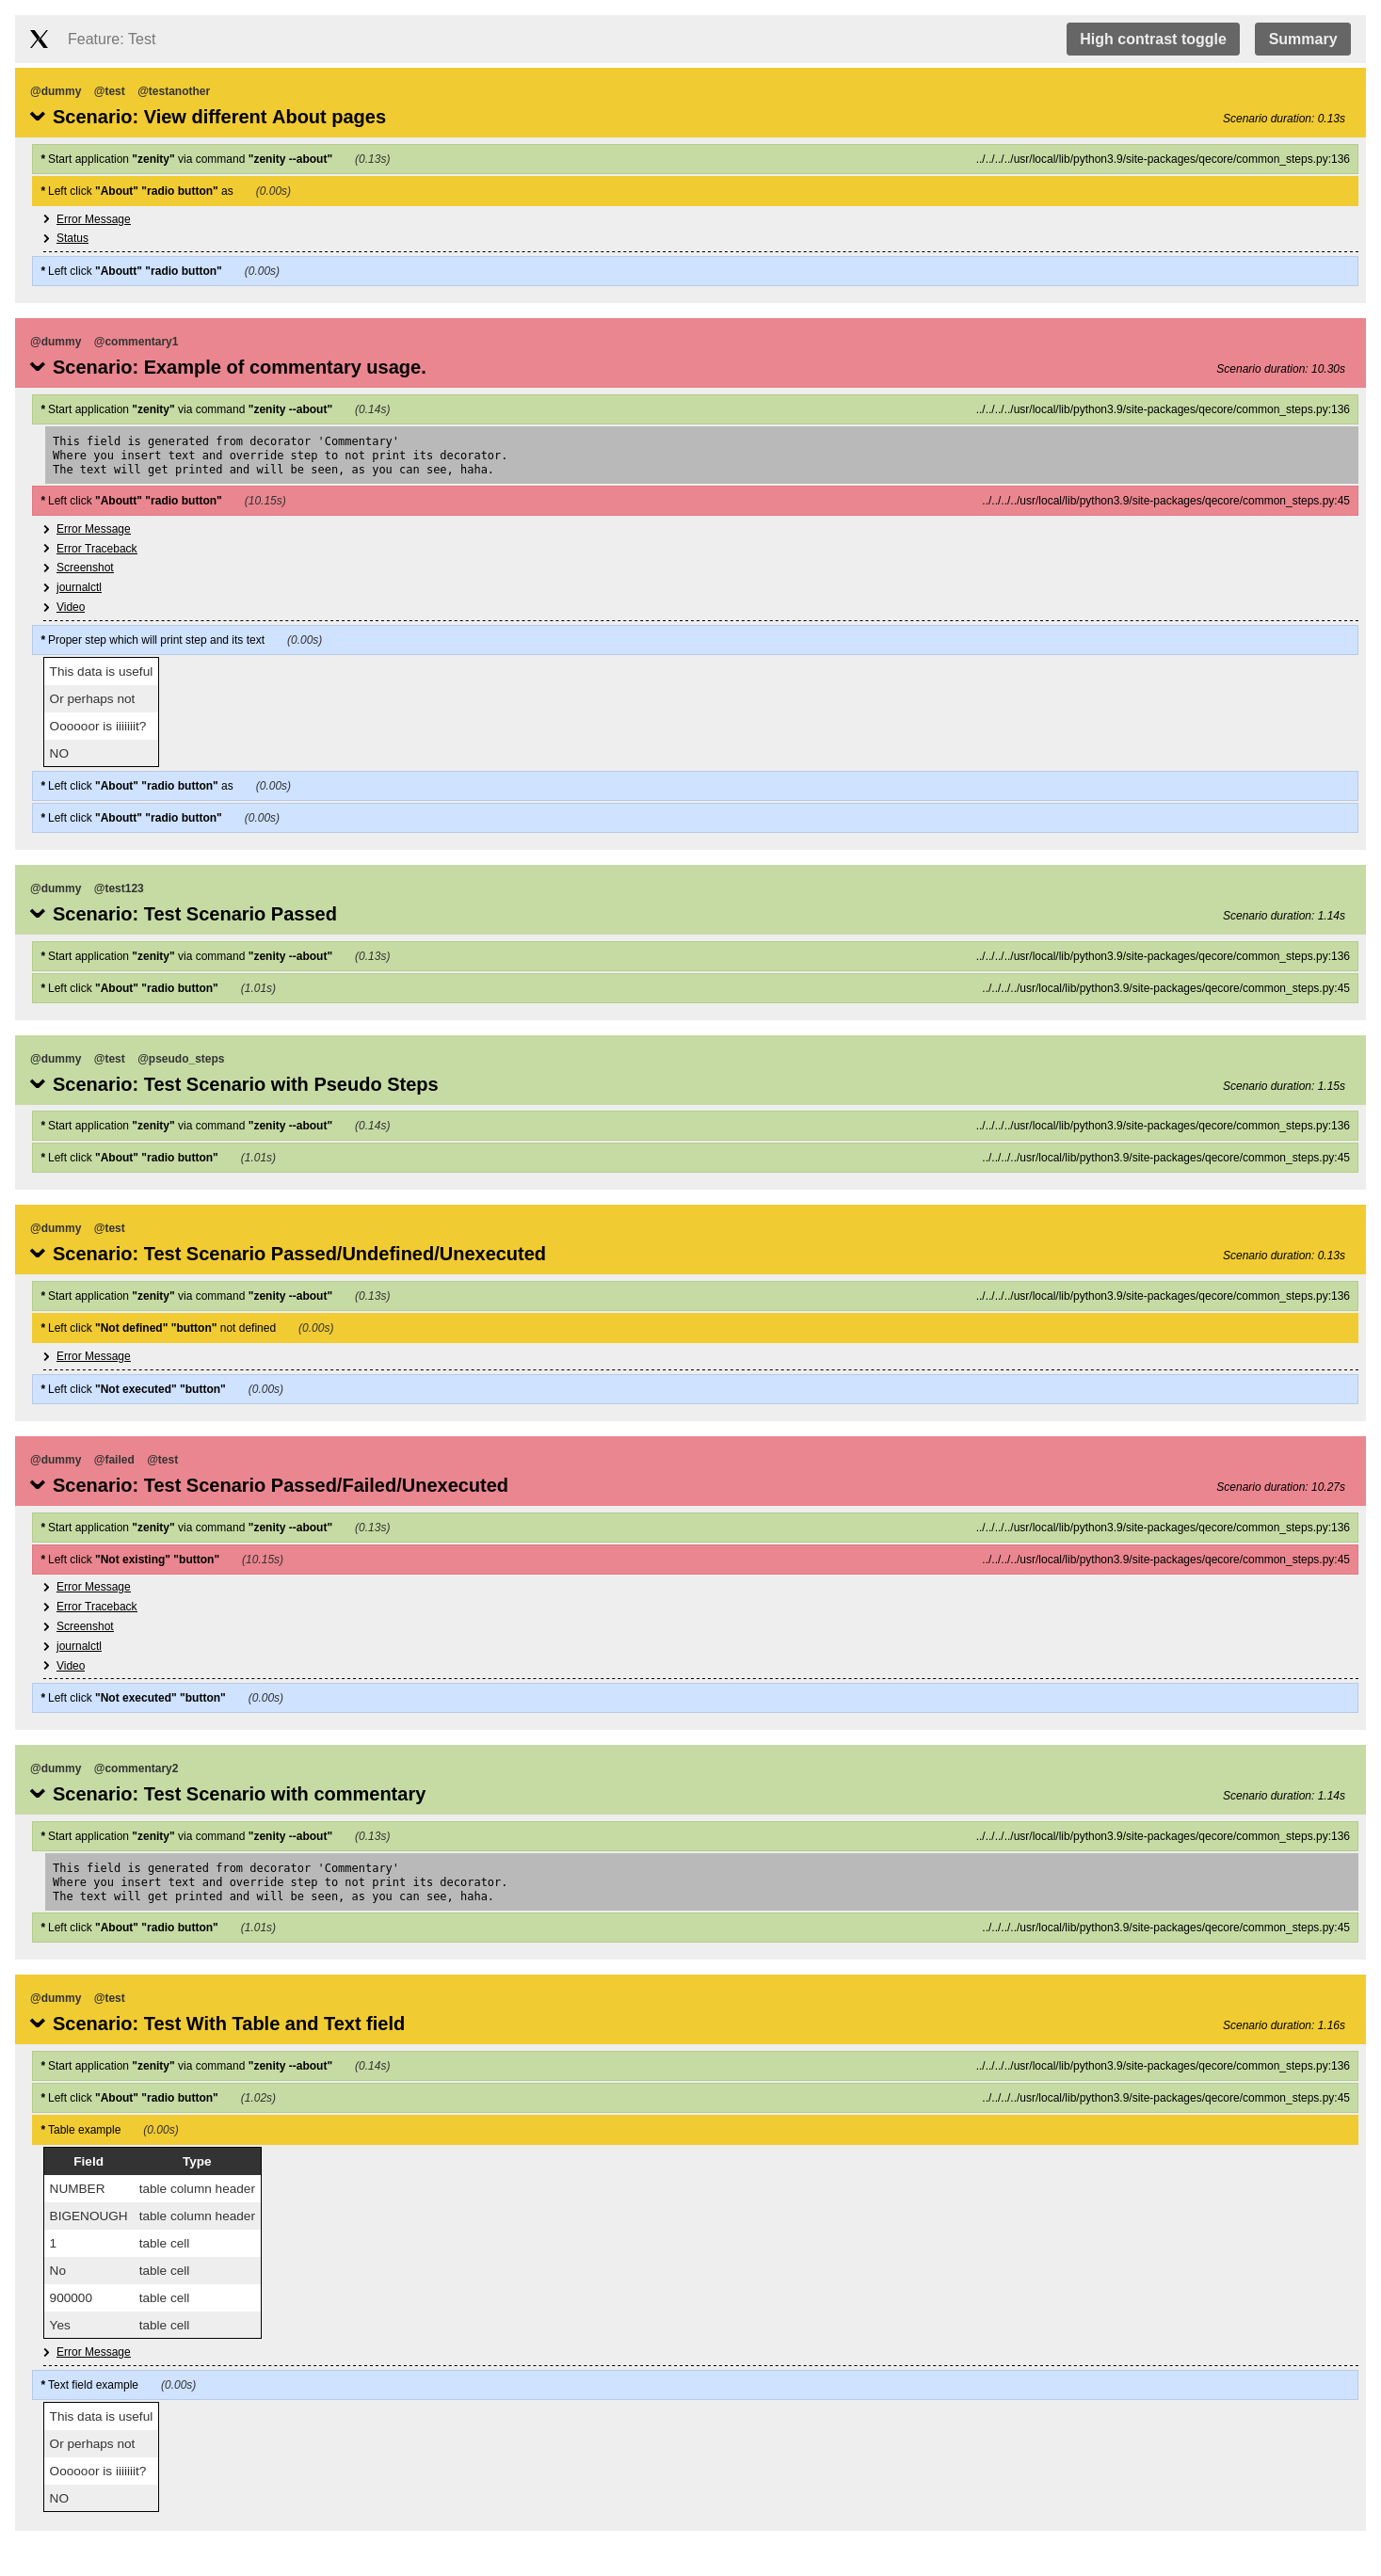 Feature: Test
High contrast toggle
Summary
@dummy @test @testanother
Scenario: View different About pages
Scenario duration: 0.13s
* Start application "zenity" via command "zenity --about" (0.13s) ../../../../usr/local/lib/python3.9/site-packages/qecore/common_steps.py:136
* Left click "About" "radio button" as (0.00s)
Error Message
Status
* Left click "Aboutt" "radio button" (0.00s)
@dummy @commentary1
Scenario: Example of commentary usage.
Scenario duration: 10.30s
* Start application "zenity" via command "zenity --about" (0.14s) ../../../../usr/local/lib/python3.9/site-packages/qecore/common_steps.py:136
This field is generated from decorator 'Commentary'
Where you insert text and override step to not print its decorator.
The text will get printed and will be seen, as you can see, haha.
* Left click "Aboutt" "radio button" (10.15s) ../../../../usr/local/lib/python3.9/site-packages/qecore/common_steps.py:45
Error Message
Error Traceback
Screenshot
journalctl
Video
* Proper step which will print step and its text (0.00s)
This data is useful
Or perhaps not
Oooooor is iiiiiiit?
NO
* Left click "About" "radio button" as (0.00s)
* Left click "Aboutt" "radio button" (0.00s)
@dummy @test123
Scenario: Test Scenario Passed
Scenario duration: 1.14s
* Start application "zenity" via command "zenity --about" (0.13s) ../../../../usr/local/lib/python3.9/site-packages/qecore/common_steps.py:136
* Left click "About" "radio button" (1.01s) ../../../../usr/local/lib/python3.9/site-packages/qecore/common_steps.py:45
@dummy @test @pseudo_steps
Scenario: Test Scenario with Pseudo Steps
Scenario duration: 1.15s
* Start application "zenity" via command "zenity --about" (0.14s) ../../../../usr/local/lib/python3.9/site-packages/qecore/common_steps.py:136
* Left click "About" "radio button" (1.01s) ../../../../usr/local/lib/python3.9/site-packages/qecore/common_steps.py:45
@dummy @test
Scenario: Test Scenario Passed/Undefined/Unexecuted
Scenario duration: 0.13s
* Start application "zenity" via command "zenity --about" (0.13s) ../../../../usr/local/lib/python3.9/site-packages/qecore/common_steps.py:136
* Left click "Not defined" "button" not defined (0.00s)
Error Message
* Left click "Not executed" "button" (0.00s)
@dummy @failed @test
Scenario: Test Scenario Passed/Failed/Unexecuted
Scenario duration: 10.27s
* Start application "zenity" via command "zenity --about" (0.13s) ../../../../usr/local/lib/python3.9/site-packages/qecore/common_steps.py:136
* Left click "Not existing" "button" (10.15s) ../../../../usr/local/lib/python3.9/site-packages/qecore/common_steps.py:45
Error Message
Error Traceback
Screenshot
journalctl
Video
* Left click "Not executed" "button" (0.00s)
@dummy @commentary2
Scenario: Test Scenario with commentary
Scenario duration: 1.14s
* Start application "zenity" via command "zenity --about" (0.13s) ../../../../usr/local/lib/python3.9/site-packages/qecore/common_steps.py:136
This field is generated from decorator 'Commentary'
Where you insert text and override step to not print its decorator.
The text will get printed and will be seen, as you can see, haha.
* Left click "About" "radio button" (1.01s) ../../../../usr/local/lib/python3.9/site-packages/qecore/common_steps.py:45
@dummy @test
Scenario: Test With Table and Text field
Scenario duration: 1.16s
* Start application "zenity" via command "zenity --about" (0.14s) ../../../../usr/local/lib/python3.9/site-packages/qecore/common_steps.py:136
* Left click "About" "radio button" (1.02s) ../../../../usr/local/lib/python3.9/site-packages/qecore/common_steps.py:45
* Table example (0.00s)
Field Type
NUMBER table column header
BIGENOUGH table column header
1 table cell
No table cell
900000 table cell
Yes table cell
Error Message
* Text field example (0.00s)
This data is useful
Or perhaps not
Oooooor is iiiiiiit?
NO